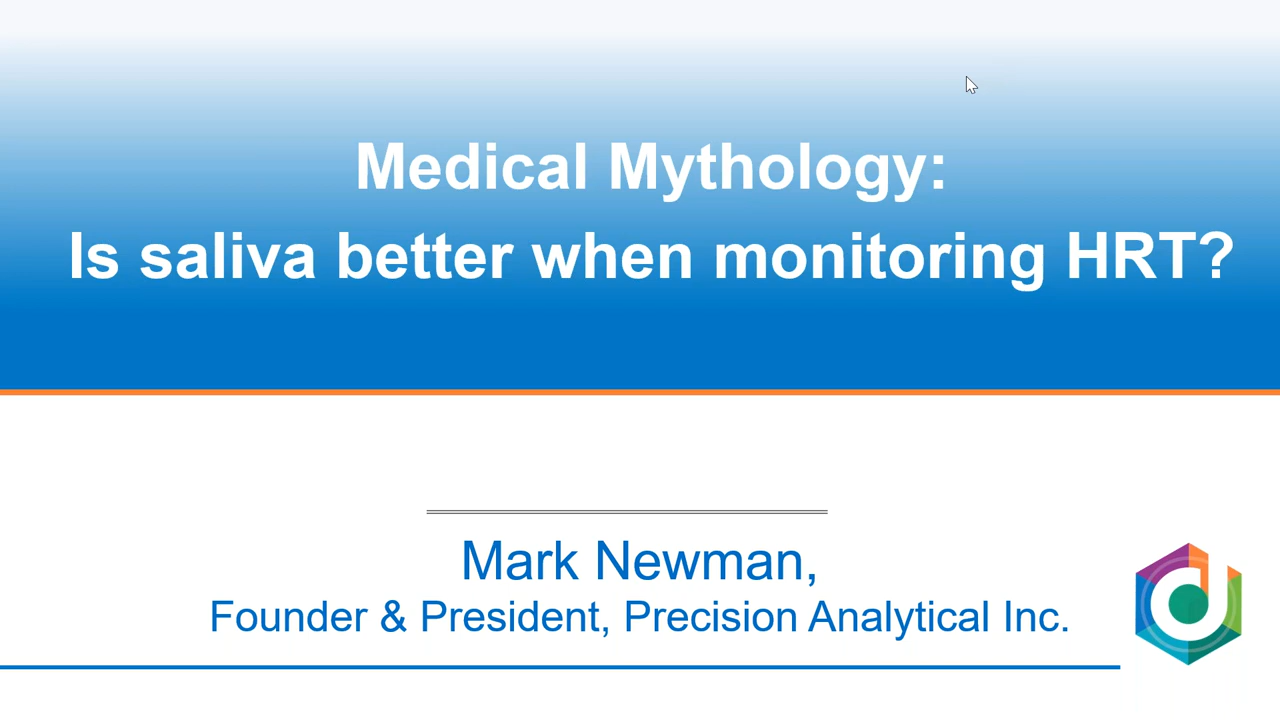 Medical Mythology:
Is saliva better when monitoring HRT?
Mark Newman,
Founder & President, Precision Analytical Inc.